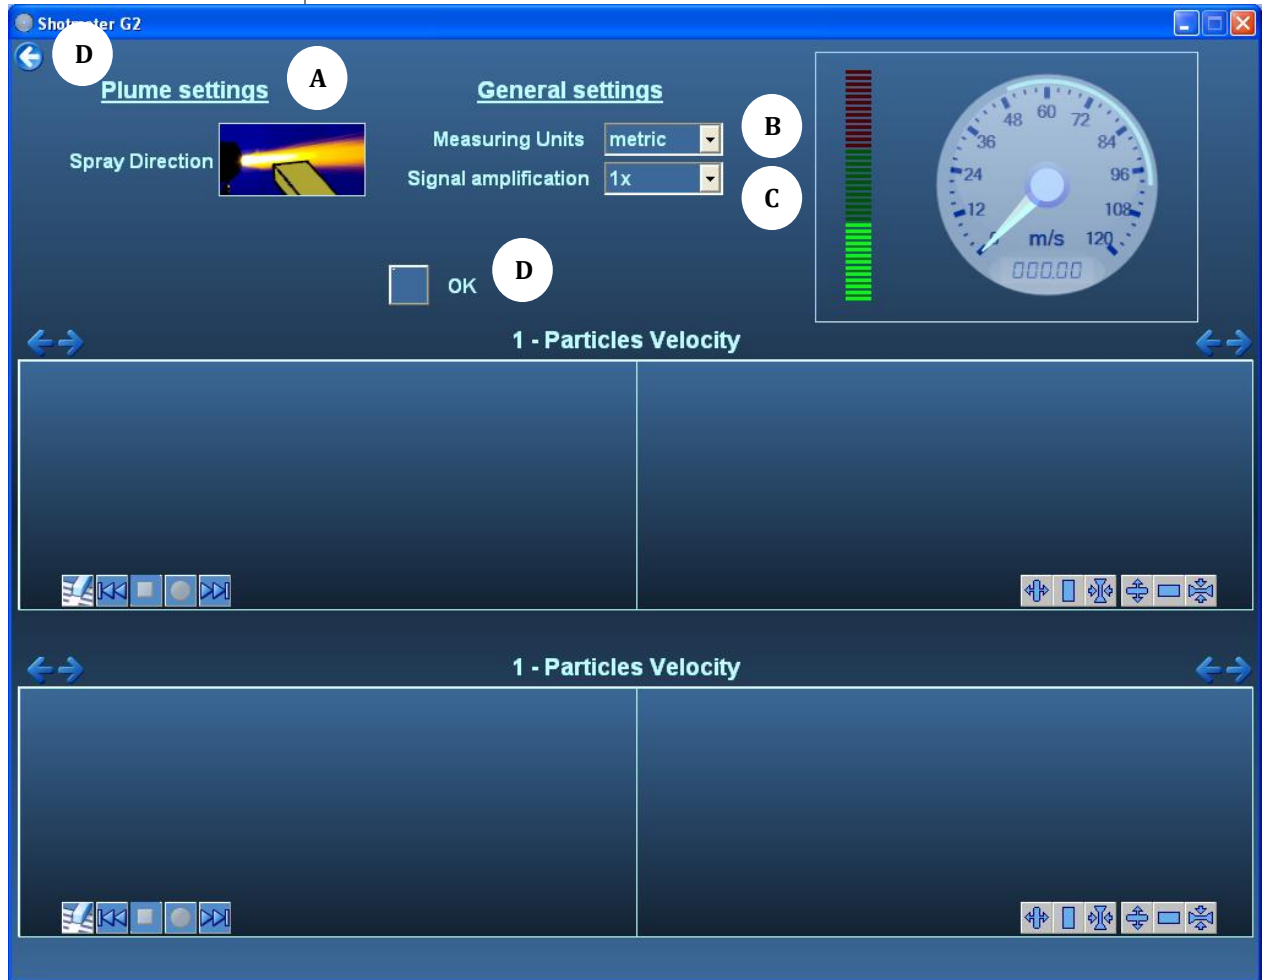 Shotmeter G2
D
Plume settings
A
General settings
Spray Direction
Measuring Units metric
B
Signal amplification 1x
C
OK
D
0
12
24
36
48
60
72
84
96
108
120
m/s
000.00
1 - Particles Velocity
1 - Particles Velocity